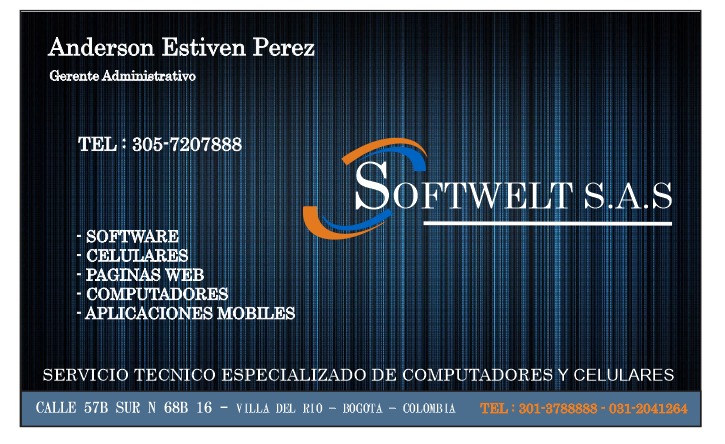 Anderson Estiven Perez
Gerente Administrativo
TEL : 305-7207888
SOFTWELT S.A.S
- SOFTWARE
- CELULARES
- PAGINAS WEB
- COMPUTADORES
- APLICACIONES MOBILES
SERVICIO TECNICO ESPECIALIZADO DE COMPUTADORES Y CELULARES
CALLE 57B SUR N 68B 16 – VILLA DEL RIO – BOGOTA – COLOMBIA TEL : 301-3788888 - 031-2041264